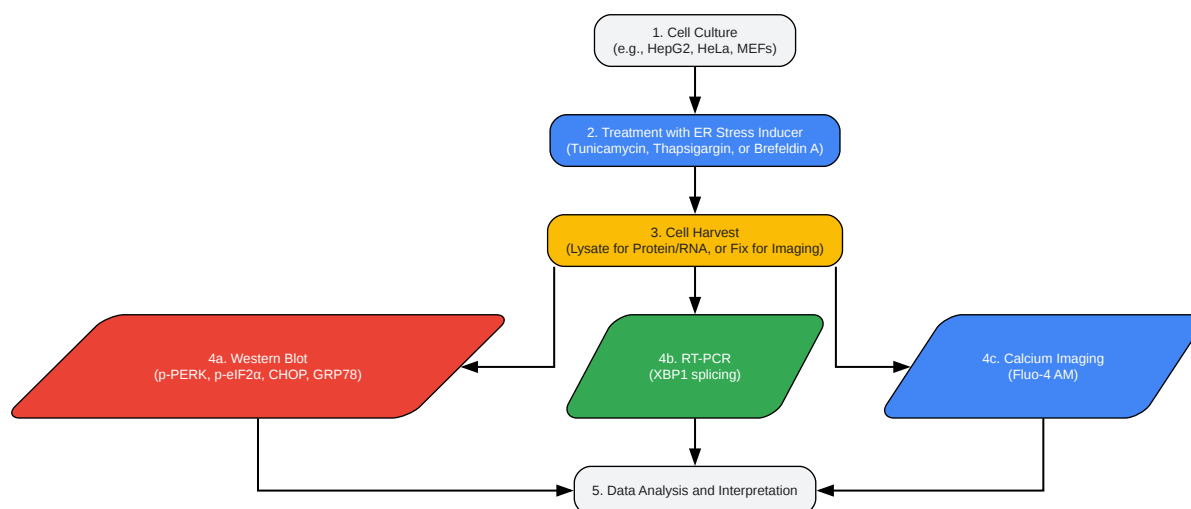 1. Cell Culture
(e.g., HepG2, HeLa, MEFs)
2. Treatment with ER Stress Inducer
(Tunicamycin, Thapsigargin, or Brefeldin A)
3. Cell Harvest
(Lysate for Protein/RNA, or Fix for Imaging)
4a. Western Blot
(p-PERK, p-eIF2α, CHOP, GRP78)
4b. RT-PCR
(XBP1 splicing)
4c. Calcium Imaging
(Fluo-4 AM)
5. Data Analysis and Interpretation